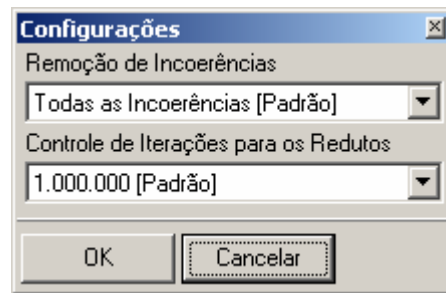 Configurações
Remoção de Incoerências
Todas as Incoerências [Padrão]
Controle de Iterações para os Redutos
1.000.000 [Padrão]
OK
Cancelar